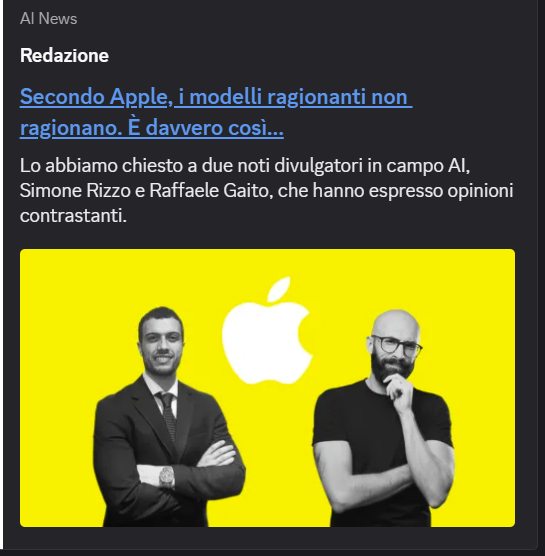 AI News
Redazione
Secondo Apple, i modelli ragionanti non
ragionano. È davvero così...
Lo abbiamo chiesto a due noti divulgatori in campo AI,
Simone Rizzo e Raffaele Gaito, che hanno espresso opinioni
contrastanti.